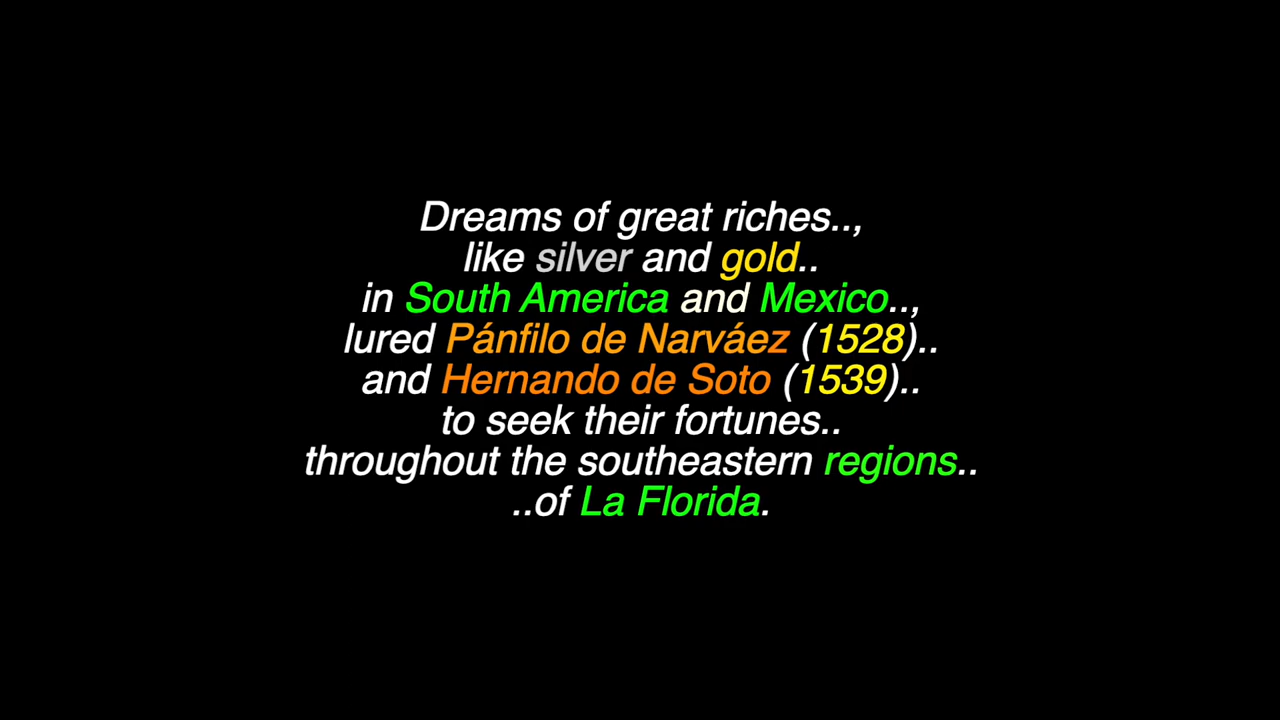 Dreams of great riches..,
like silver and gold..
in South America and Mexico..,
lured Pánfilo de Narváez (1528)..
and Hernando de Soto (1539)..
to seek their fortunes..
throughout the southeastern regions..
..of La Florida.